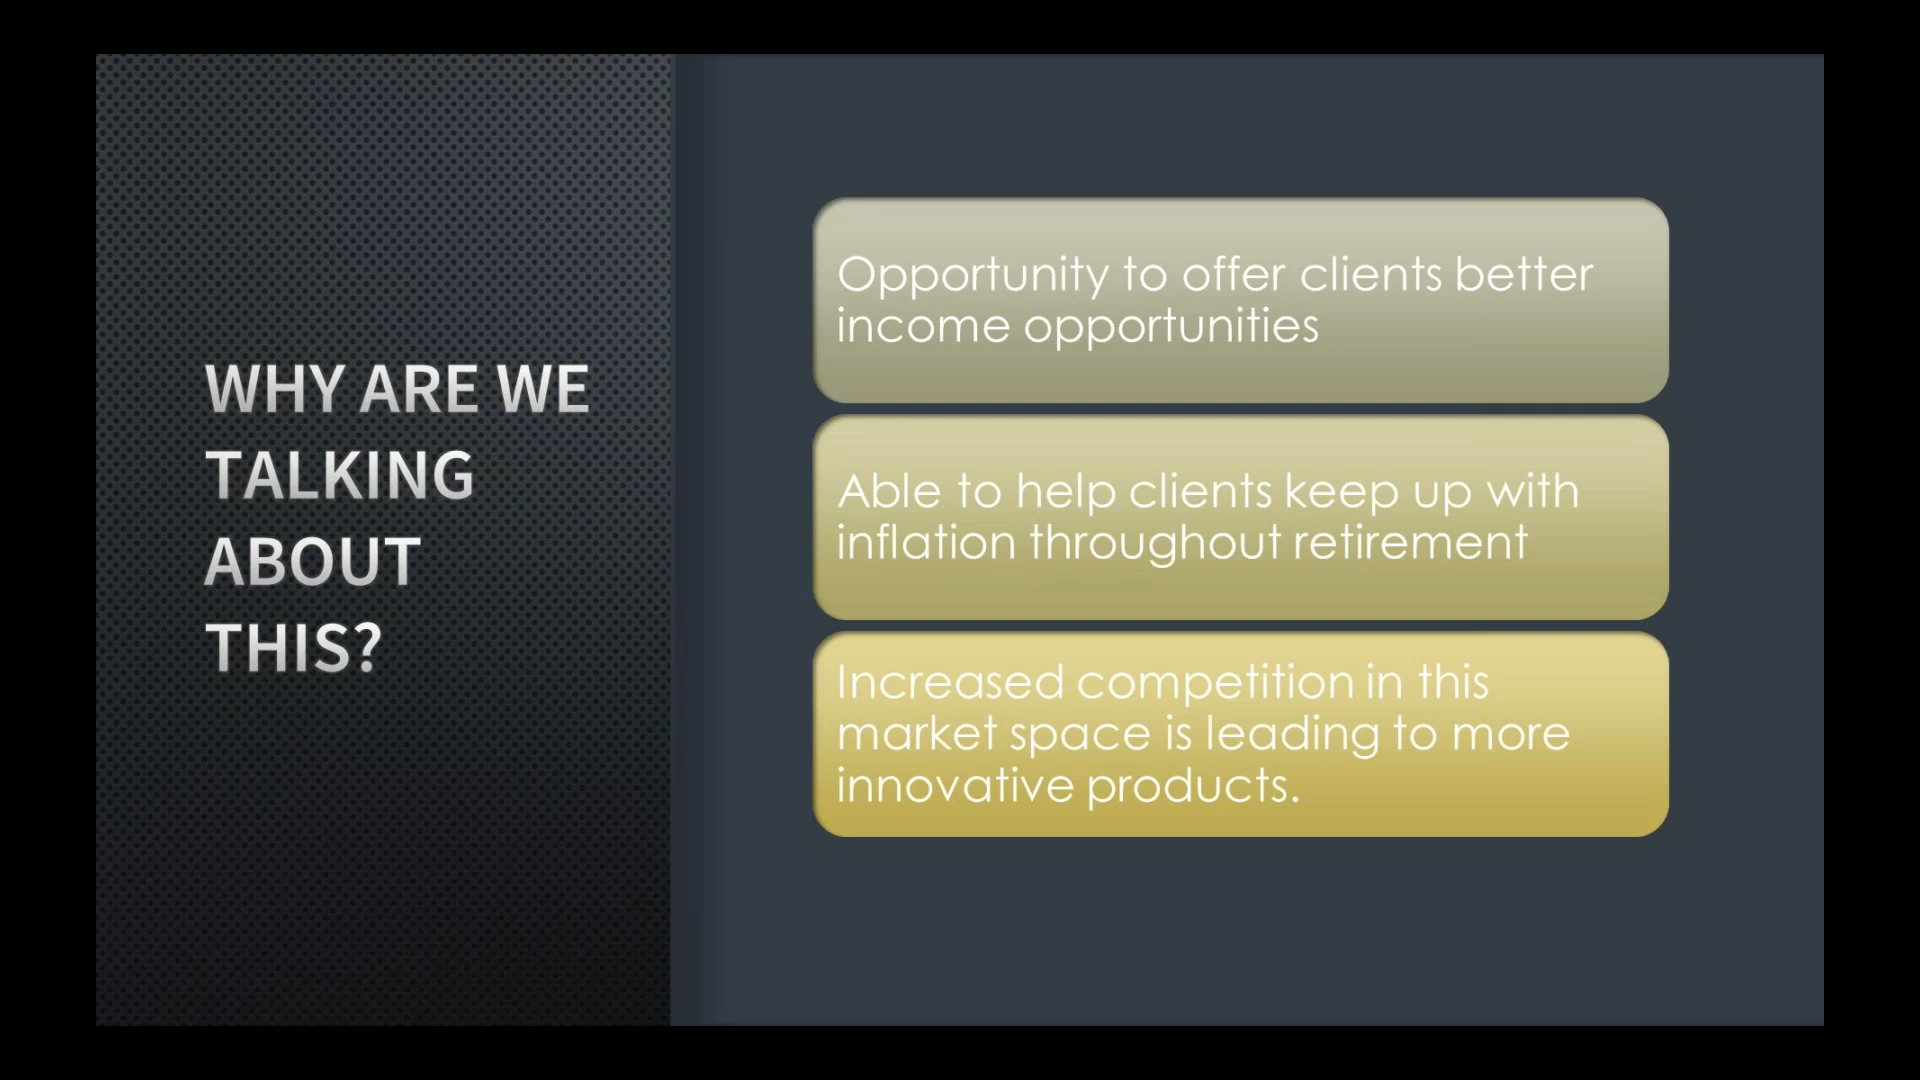 WHY ARE WE
TALKING
ABOUT
THIS?
Opportunity to offer clients better
income opportunities
Able to help clients keep up with
inflation throughout retirement
Increased competition in this
market space is leading to more
innovative products.